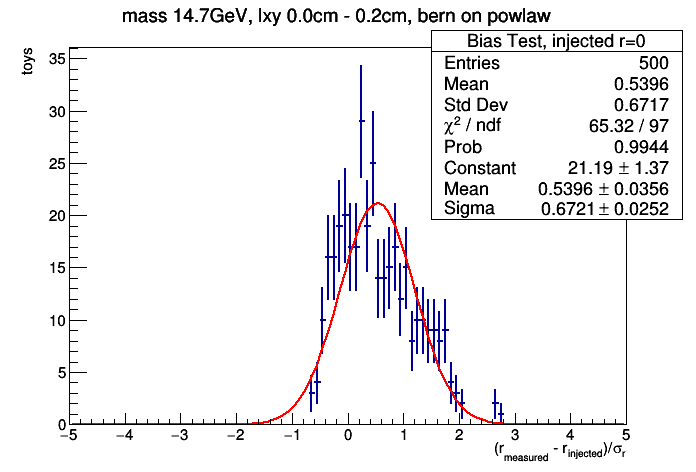 mass 14.7GeV, lxy 0.0cm - 0.2cm, bern on powlaw
Bias Test, injected r=0
Entries 500
Mean 0.5396
Std Dev 0.6717
χ² / ndf 65.32 / 97
Prob 0.9944
Constant 21.19 ± 1.37
Mean 0.5396 ± 0.0356
Sigma 0.6721 ± 0.0252
toys
35
30
25
20
15
10
5
0
−5 −4 −3 −2 −1 0 1 2 3 4 5
(r_measured - r_injected)/σ_r